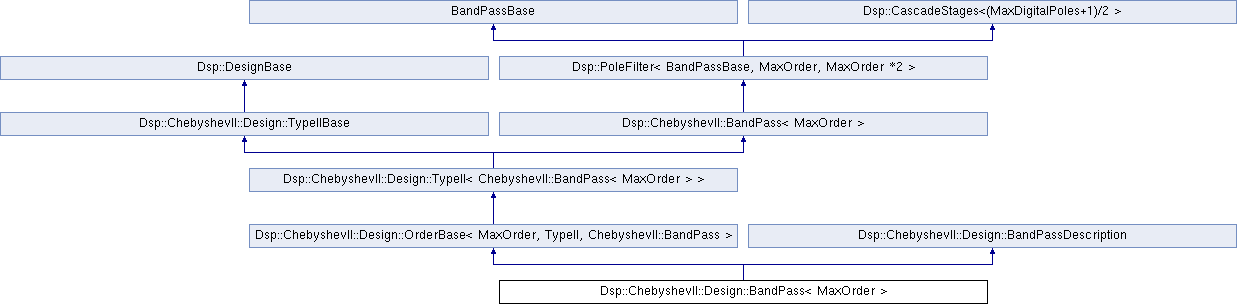 BandPassBase
Dsp::CascadeStages<(MaxDigitalPoles+1)/2 >
Dsp::DesignBase
Dsp::PoleFilter< BandPassBase, MaxOrder, MaxOrder *2 >
Dsp::ChebyshevII::Design::TypeIIBase
Dsp::ChebyshevII::BandPass< MaxOrder >
Dsp::ChebyshevII::Design::TypeII< ChebyshevII::BandPass< MaxOrder > >
Dsp::ChebyshevII::Design::OrderBase< MaxOrder, TypeII, ChebyshevII::BandPass >
Dsp::ChebyshevII::Design::BandPassDescription
Dsp::ChebyshevII::Design::BandPass< MaxOrder >